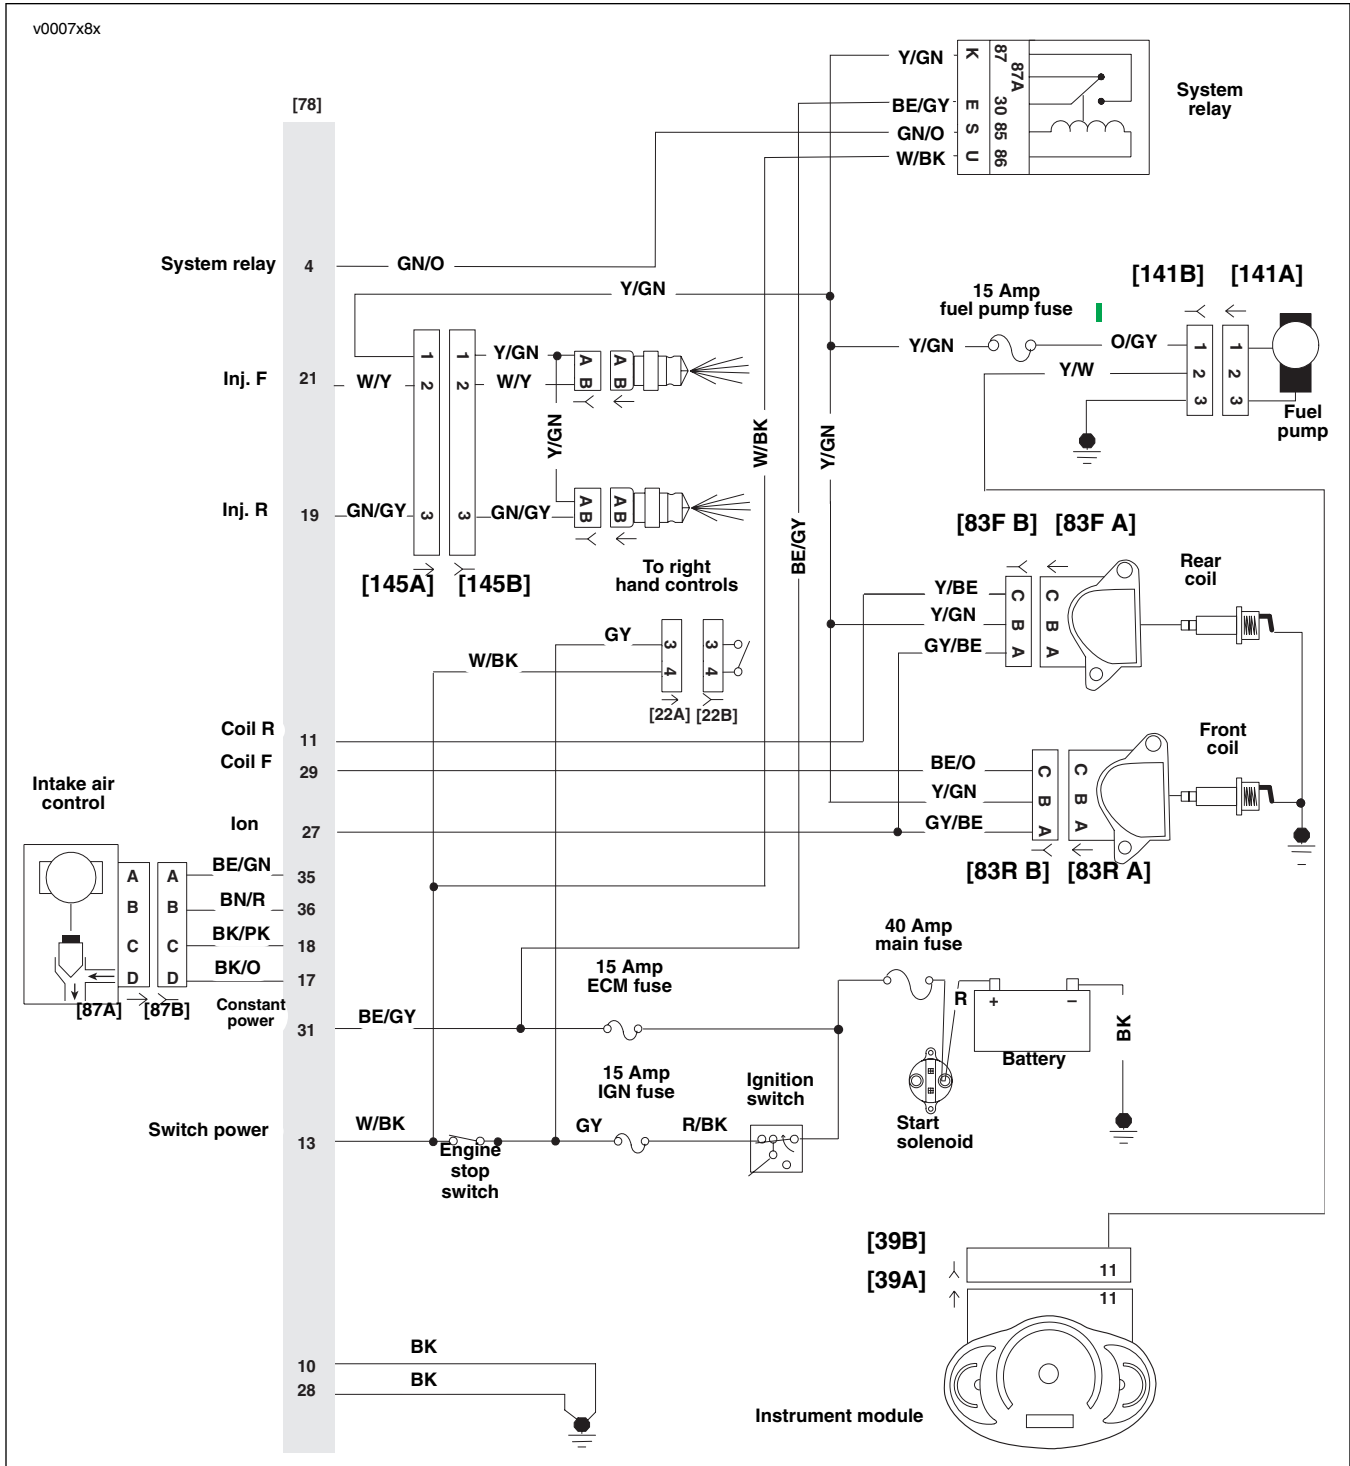 v0007x8x
[78]
Y/GN
BE/GY
GN/O
W/BK
K
E
S
U
87
87A
30
85
86
System
relay
System relay
4
GN/O
Y/GN
15 Amp
fuel pump fuse
[141B]
[141A]
Y/GN
O/GY
Y/W
1
2
3
1
2
3
Fuel
pump
Inj. F
21
W/Y
1
2
3
1
2
3
Y/GN
W/Y
A
B
A
B
Y/GN
Inj. R
19
GN/GY
GN/GY
A
B
A
B
[145A]
[145B]
W/BK
BE/GY
Y/GN
To right
hand controls
GY
W/BK
3
4
3
4
[22A]
[22B]
[83F B]
[83F A]
Y/BE
Y/GN
GY/BE
C
B
A
C
B
A
Rear
coil
Coil R
11
Coil F
29
Ion
27
BE/O
Y/GN
GY/BE
C
B
A
C
B
A
Front
coil
[83R B]
[83R A]
Intake air
control
A
B
C
D
A
B
C
D
BE/GN
35
BN/R
36
BK/PK
18
BK/O
17
[87A]
[87B]
Constant
power
31
BE/GY
15 Amp
ECM fuse
40 Amp
main fuse
R
+
−
Battery
BK
Start
solenoid
Switch power
13
W/BK
Engine
stop
switch
GY
15 Amp
IGN fuse
R/BK
Ignition
switch
[39B]
[39A]
11
11
Instrument module
10
BK
28
BK